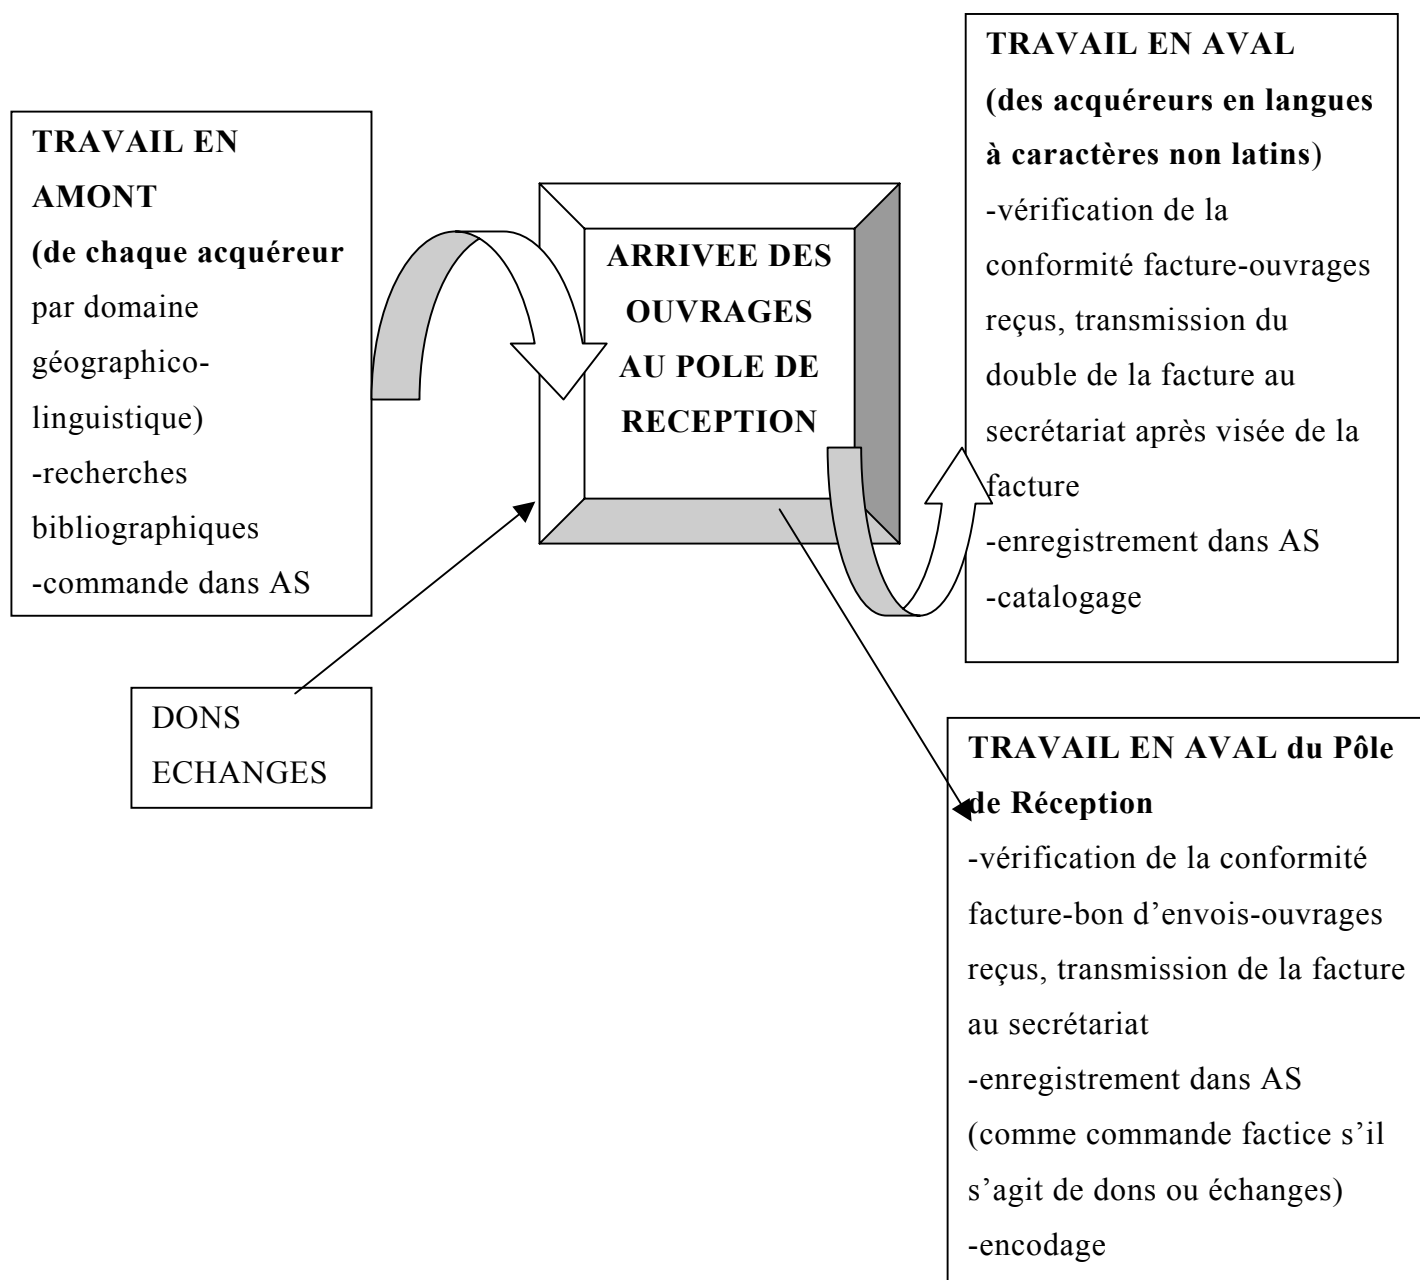 TRAVAIL EN
AMONT
(de chaque acquéreur
par domaine
géographico-
linguistique)
-recherches
bibliographiques
-commande dans AS
DONS
ECHANGES
ARRIVEE DES
OUVRAGES
AU POLE DE
RECEPTION
TRAVAIL EN AVAL
(des acquéreurs en langues
à caractères non latins)
-vérification de la
conformité facture-ouvrages
reçus, transmission du
double de la facture au
secrétariat après visée de la
facture
-enregistrement dans AS
-catalogage
TRAVAIL EN AVAL du Pôle
de Réception
-vérification de la conformité
facture-bon d’envois-ouvrages
reçus, transmission de la facture
au secrétariat
-enregistrement dans AS
(comme commande factice s’il
s’agit de dons ou échanges)
-encodage